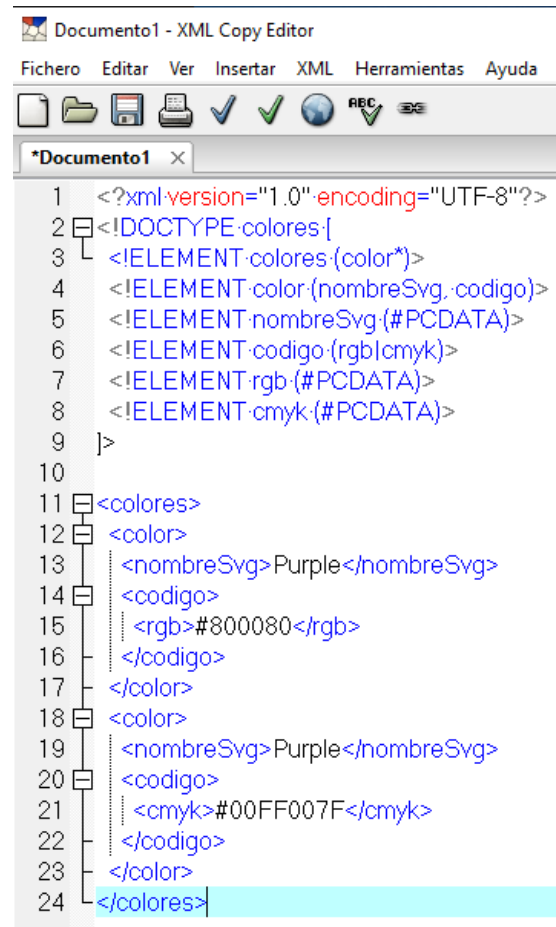 Documento1 - XML Copy Editor
Fichero Editar Ver Insertar XML Herramientas Ayuda
ABC
*Documento1 ×
1 <?xml·version="1.0"·encoding="UTF-8"?>
2 <!DOCTYPE·colores·[
3 <!ELEMENT·colores·(color*)>
4 <!ELEMENT·color·(nombreSvg,·codigo)>
5 <!ELEMENT·nombreSvg·(#PCDATA)>
6 <!ELEMENT·codigo·(rgb|cmyk)>
7 <!ELEMENT·rgb·(#PCDATA)>
8 <!ELEMENT·cmyk·(#PCDATA)>
9 ]>
10
11 <colores>
12 <color>
13 <nombreSvg>Purple</nombreSvg>
14 <codigo>
15 <rgb>#800080</rgb>
16 </codigo>
17 </color>
18 <color>
19 <nombreSvg>Purple</nombreSvg>
20 <codigo>
21 <cmyk>#00FF007F</cmyk>
22 </codigo>
23 </color>
24 </colores>